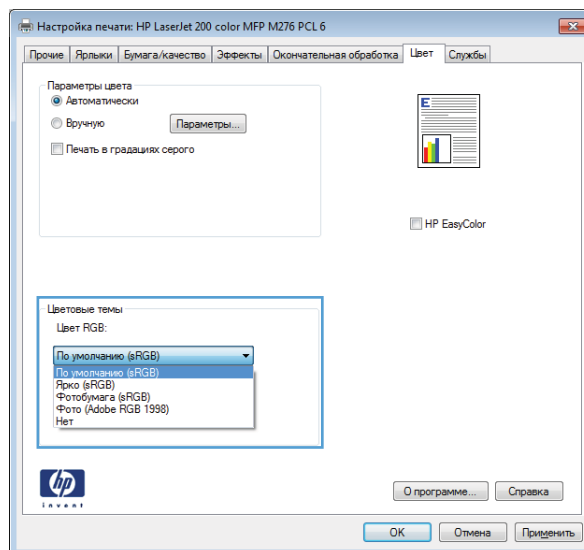 Настройка печати: HP LaserJet 200 color MFP M276 PCL 6
Прочие Ярлыки Бумага/качество Эффекты Окончательная обработка Цвет Службы
Параметры цвета
Автоматически
Вручную Параметры...
Печать в градациях серого
E
HP EasyColor
Цветовые темы
Цвет RGB:
По умолчанию (sRGB)
По умолчанию (sRGB)
Ярко (sRGB)
Фотобумага (sRGB)
Фото (Adobe RGB 1998)
Нет
hp
invent
О программе... Справка
OK Отмена Применить